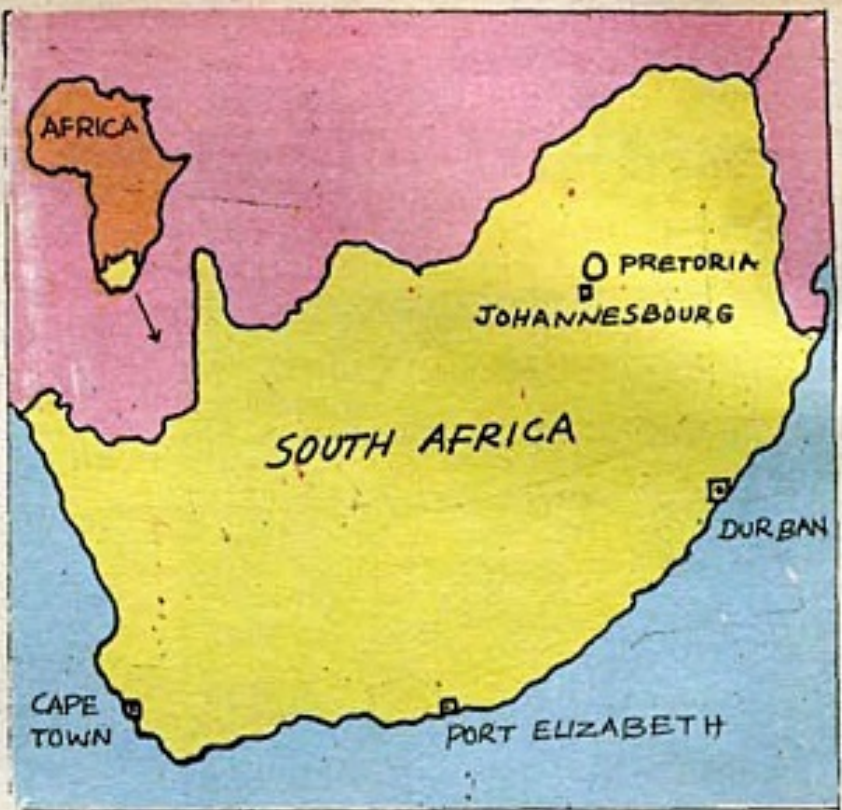 AFRICA
PRETORIA
JOHANNESBOURG
SOUTH AFRICA
DURBAN
CAPE
TOWN
PORT ELIZABETH